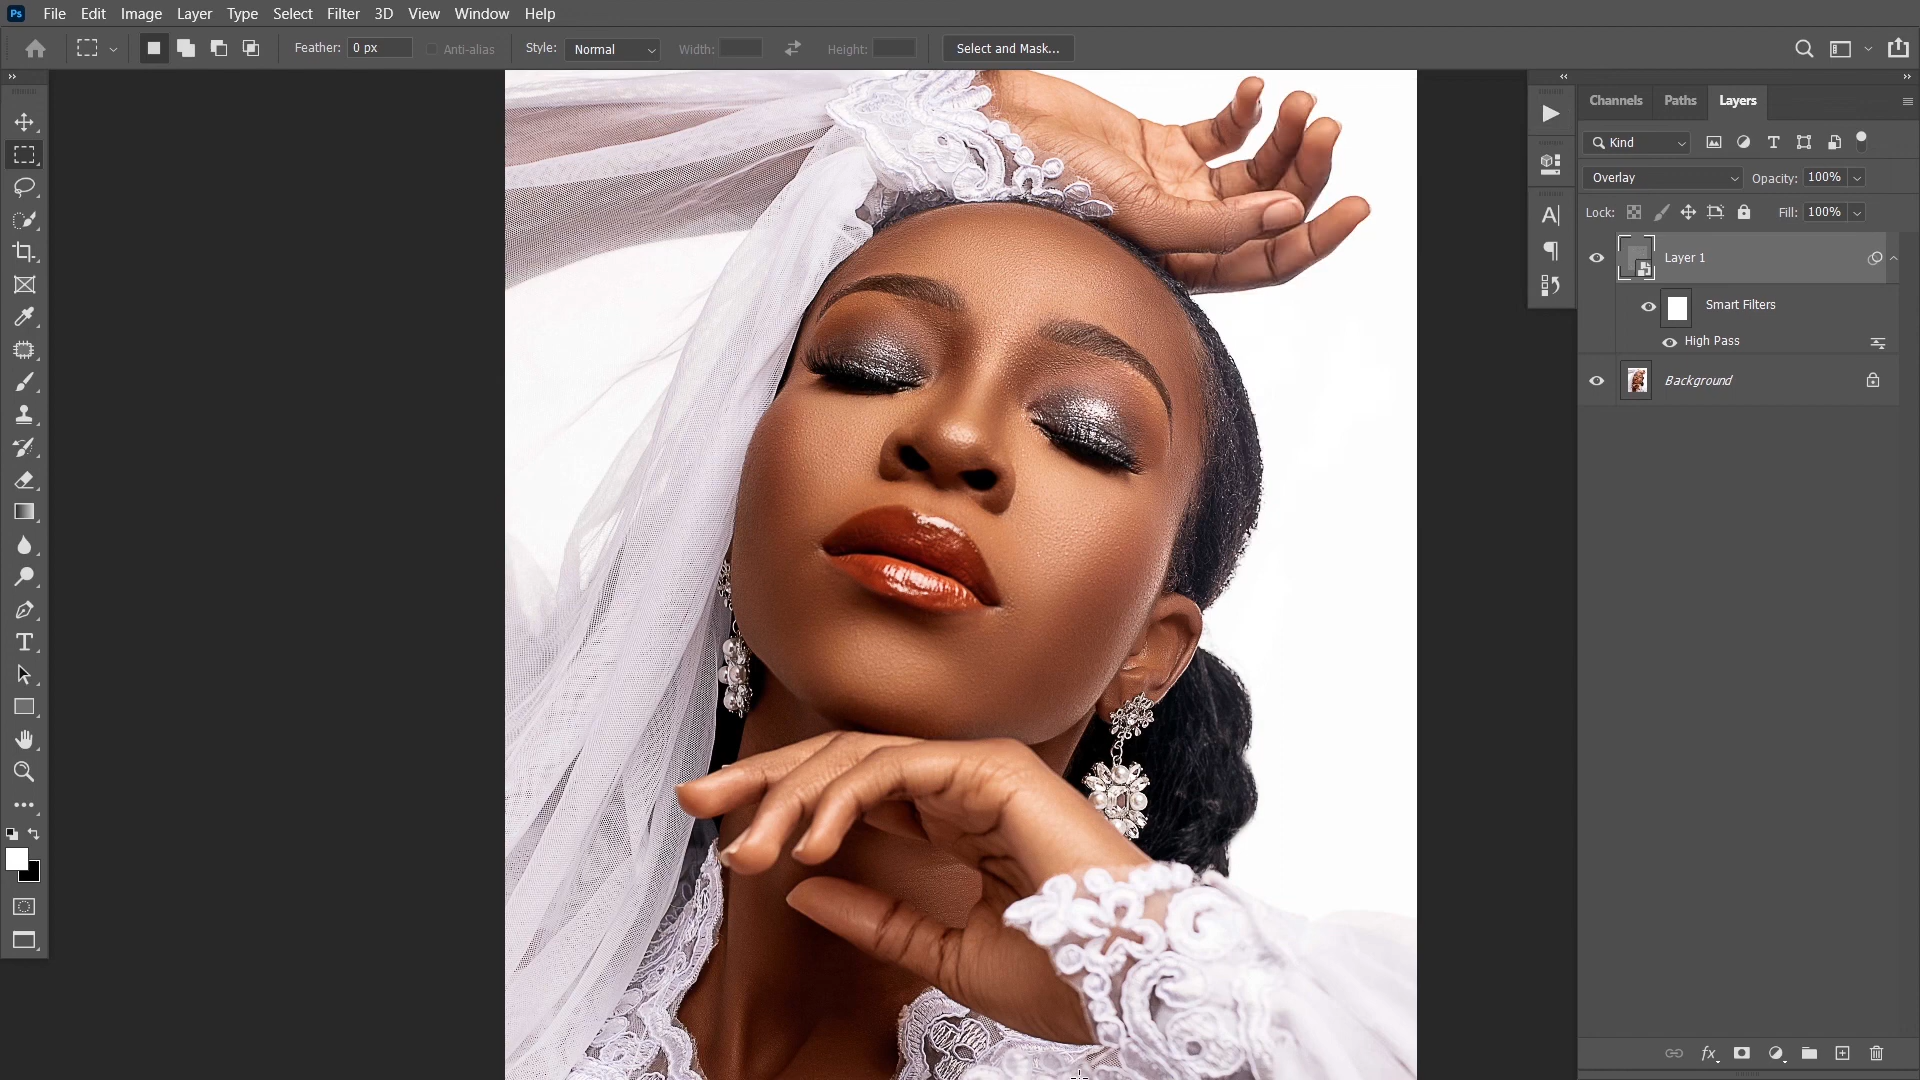 Ps File Edit Image Layer Type Select Filter 3D View Window Help
Feather: 0 px Anti-alias Style: Normal Width: Height: Select and Mask...
Channels Paths Layers
Kind
Overlay Opacity: 100%
Lock: Fill: 100%
Layer 1
Smart Filters
High Pass
Background
fx